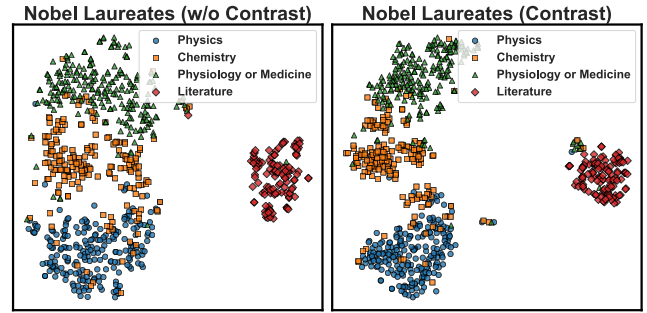 Nobel Laureates (w/o Contrast)
Physics
Chemistry
Physiology or Medicine
Literature
Nobel Laureates (Contrast)
Physics
Chemistry
Physiology or Medicine
Literature